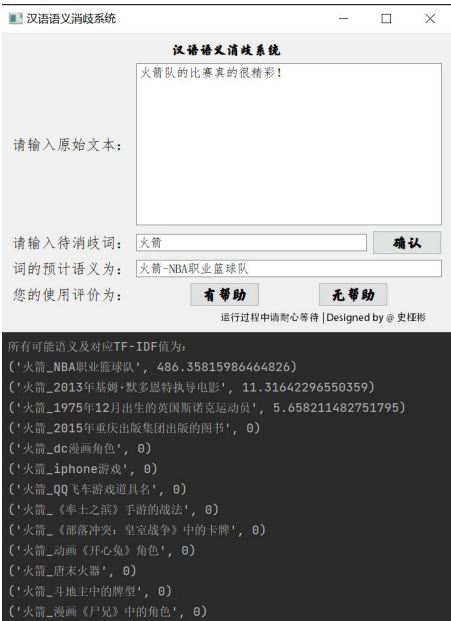 汉语语义消歧系统
汉语语义消歧系统
火箭队的比赛真的很精彩！
请输入原始文本：
请输入待消歧词：
火箭
确认
词的预计语义为：
火箭-NBA职业篮球队
您的使用评价为：
有帮助
无帮助
运行过程中请耐心等待 | Designed by @ 史桠彬
所有可能语义及对应TF-IDF值为：
('火箭_NBA职业篮球队', 486.35815986464826)
('火箭_2013年基姆·默多恩特执导电影', 11.31642296550359)
('火箭_1975年12月出生的英国斯诺克运动员', 5.658211482751795)
('火箭_2015年重庆出版集团出版的图书', 0)
('火箭_dc漫画角色', 0)
('火箭_iphone游戏', 0)
('火箭_QQ飞车游戏道具名', 0)
('火箭_《率土之滨》手游的战法', 0)
('火箭_《部落冲突：皇室战争》中的卡牌', 0)
('火箭_动画《开心兔》角色', 0)
('火箭_唐末火器', 0)
('火箭_斗地主中的牌型', 0)
('火箭_漫画《尸兄》中的角色', 0)